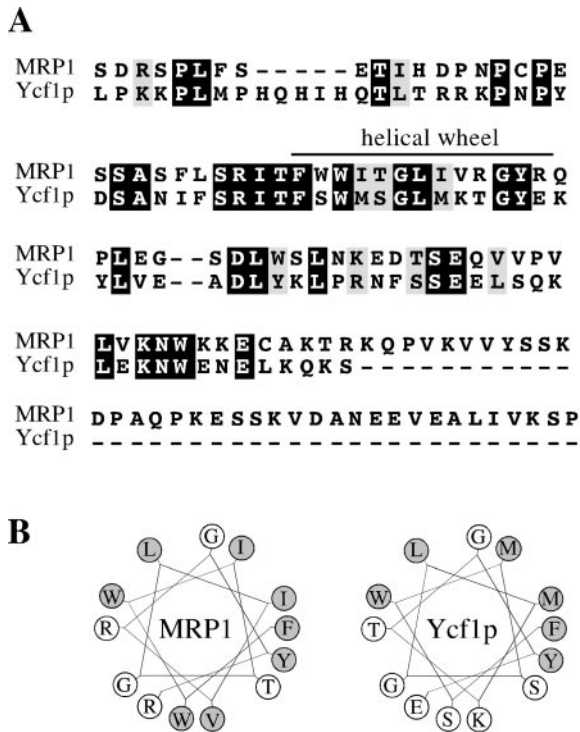 A
MRP1 S D R S P L F S - - - - - E T I H D P N P C P E
Ycf1p L P K K P L M P H Q H I H Q T L T R R K P N P Y
helical wheel
MRP1 S S A S F L S R I T F W W I T G L I V R G Y R Q
Ycf1p D S A N I F S R I T F S W M S G L M K T G Y E K
MRP1 P L E G - - S D L W S L N K E D T S E Q V V P V
Ycf1p Y L V E - - A D L Y K L P R N F S S E E L S Q K
MRP1 L V K N W K K E C A K T R K Q P V K V V Y S S K
Ycf1p L E K N W E N E L K Q K S - - - - - - - - - - -
MRP1 D P A Q P K E S S K V D A N E E V E A L I V K S P
Ycf1p - - - - - - - - - - - - - - - - - - - - - - - - -
B
G
L I
W I
R MRP1 F
Y
G T
R
W V
G
L M
W M
T Ycf1p F
Y
G S
E
S K